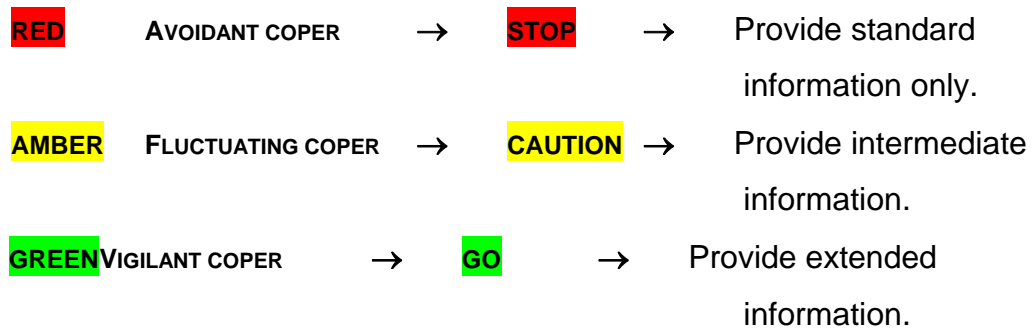 RED AVOIDANT COPER → STOP → Provide standard
information only.
AMBER FLUCTUATING COPER → CAUTION → Provide intermediate
information.
GREEN VIGILANT COPER → GO → Provide extended
information.